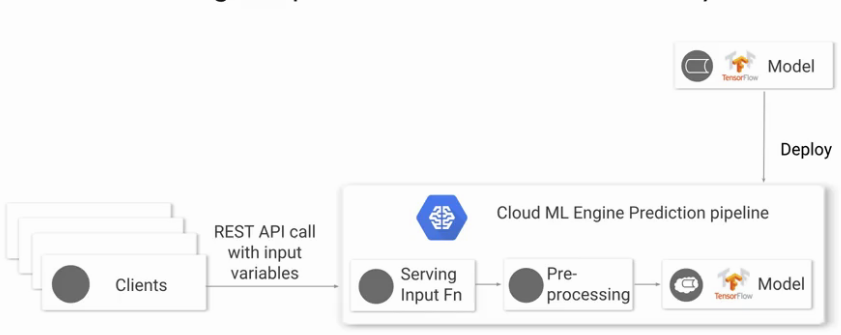 TensorFlow
Model
Deploy
Cloud ML Engine Prediction pipeline
REST API call
with input
variables
Clients
Serving
Input Fn
Pre-
processing
TensorFlow
Model